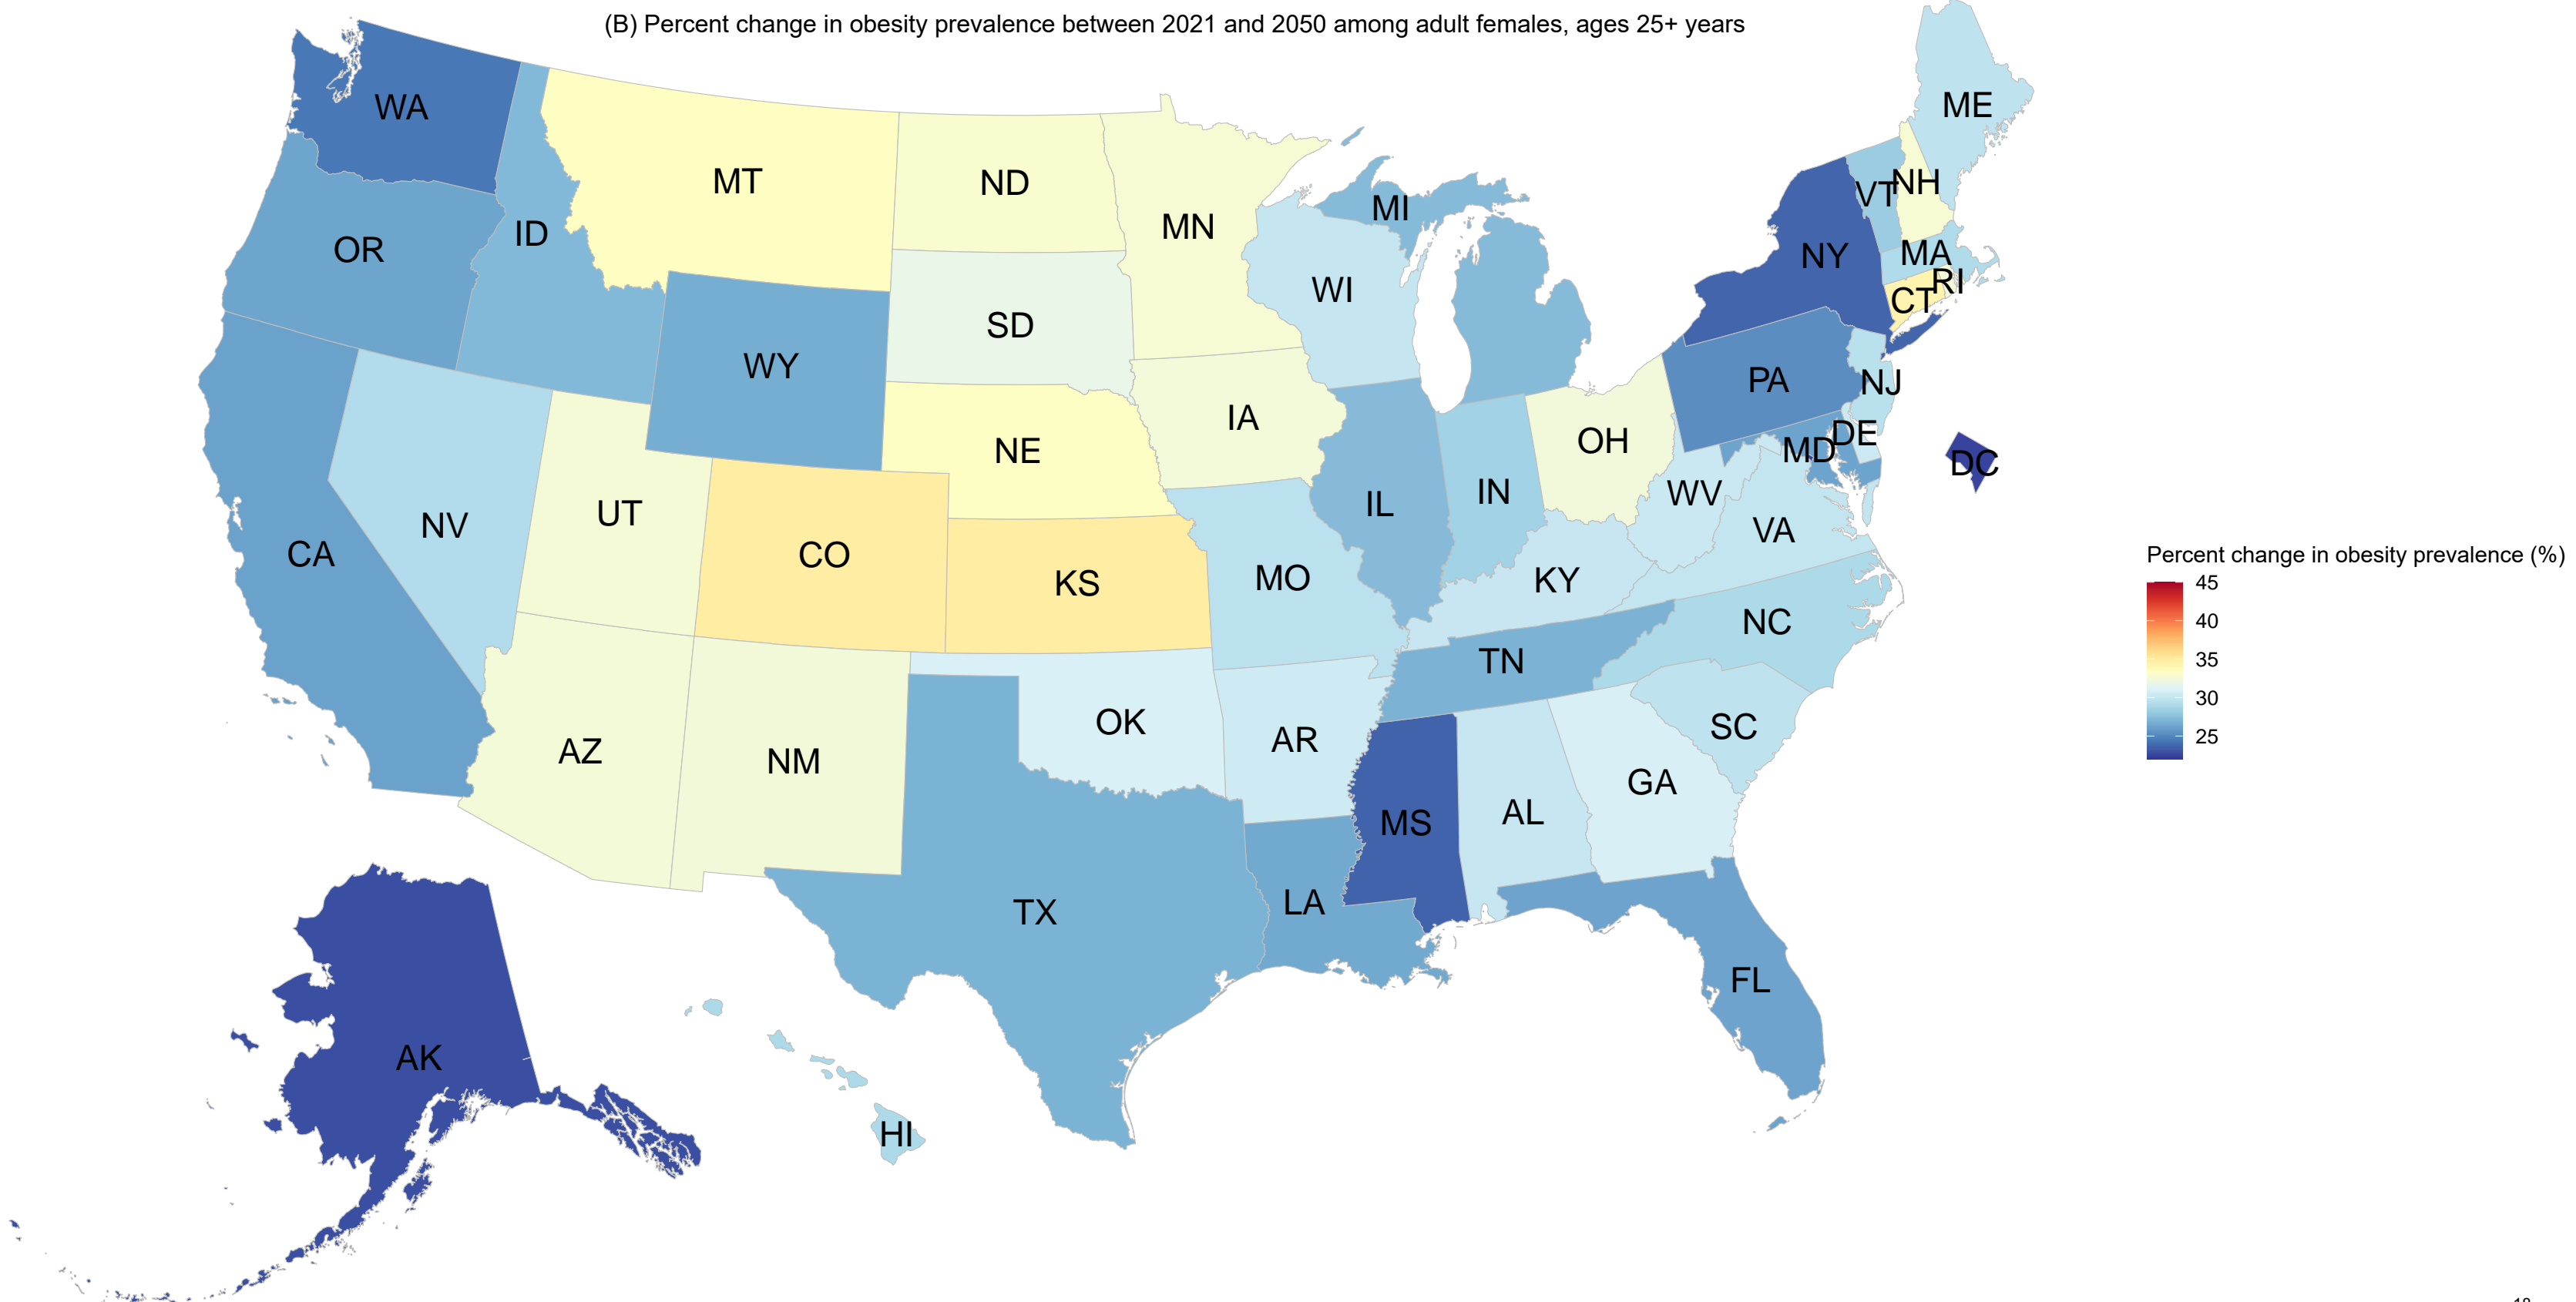 (B) Percent change in obesity prevalence between 2021 and 2050 among adult females, ages 25+ years
WA
MT
ND
MN
OR
ID
SD
WY
WI
MI
ME
VT
NH
NY
MA
RI
CT
PA
NJ
NE
IA
OH
DE
MD
DC
NV
UT
CA
CO
KS
MO
IL
IN
WV
VA
KY
NC
TN
AZ
NM
OK
AR
SC
MS
AL
GA
TX
LA
FL
AK
HI
Percent change in obesity prevalence (%)
45
40
35
30
25